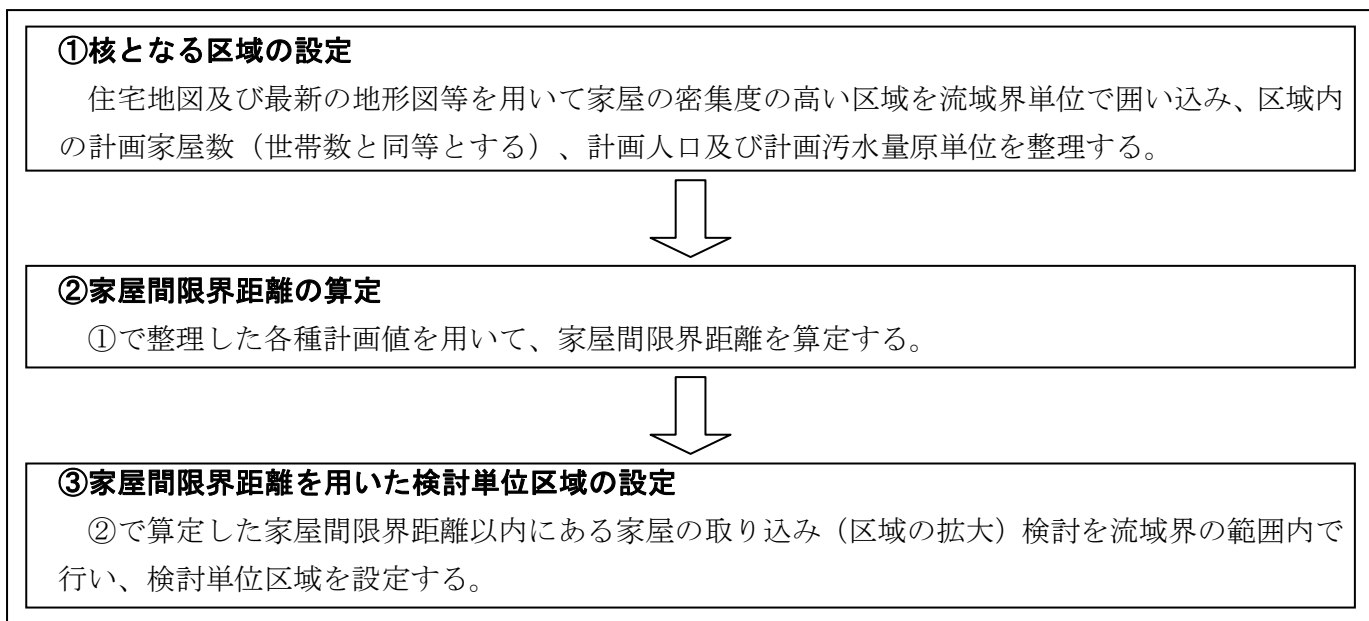 ①核となる区域の設定
住宅地図及び最新の地形図等を用いて家屋の密集度の高い区域を流域界単位で囲い込み、区域内
の計画家屋数（世帯数と同等とする）、計画人口及び計画汚水量原単位を整理する。
②家屋間限界距離の算定
①で整理した各種計画値を用いて、家屋間限界距離を算定する。
③家屋間限界距離を用いた検討単位区域の設定
②で算定した家屋間限界距離以内にある家屋の取り込み（区域の拡大）検討を流域界の範囲内で
行い、検討単位区域を設定する。